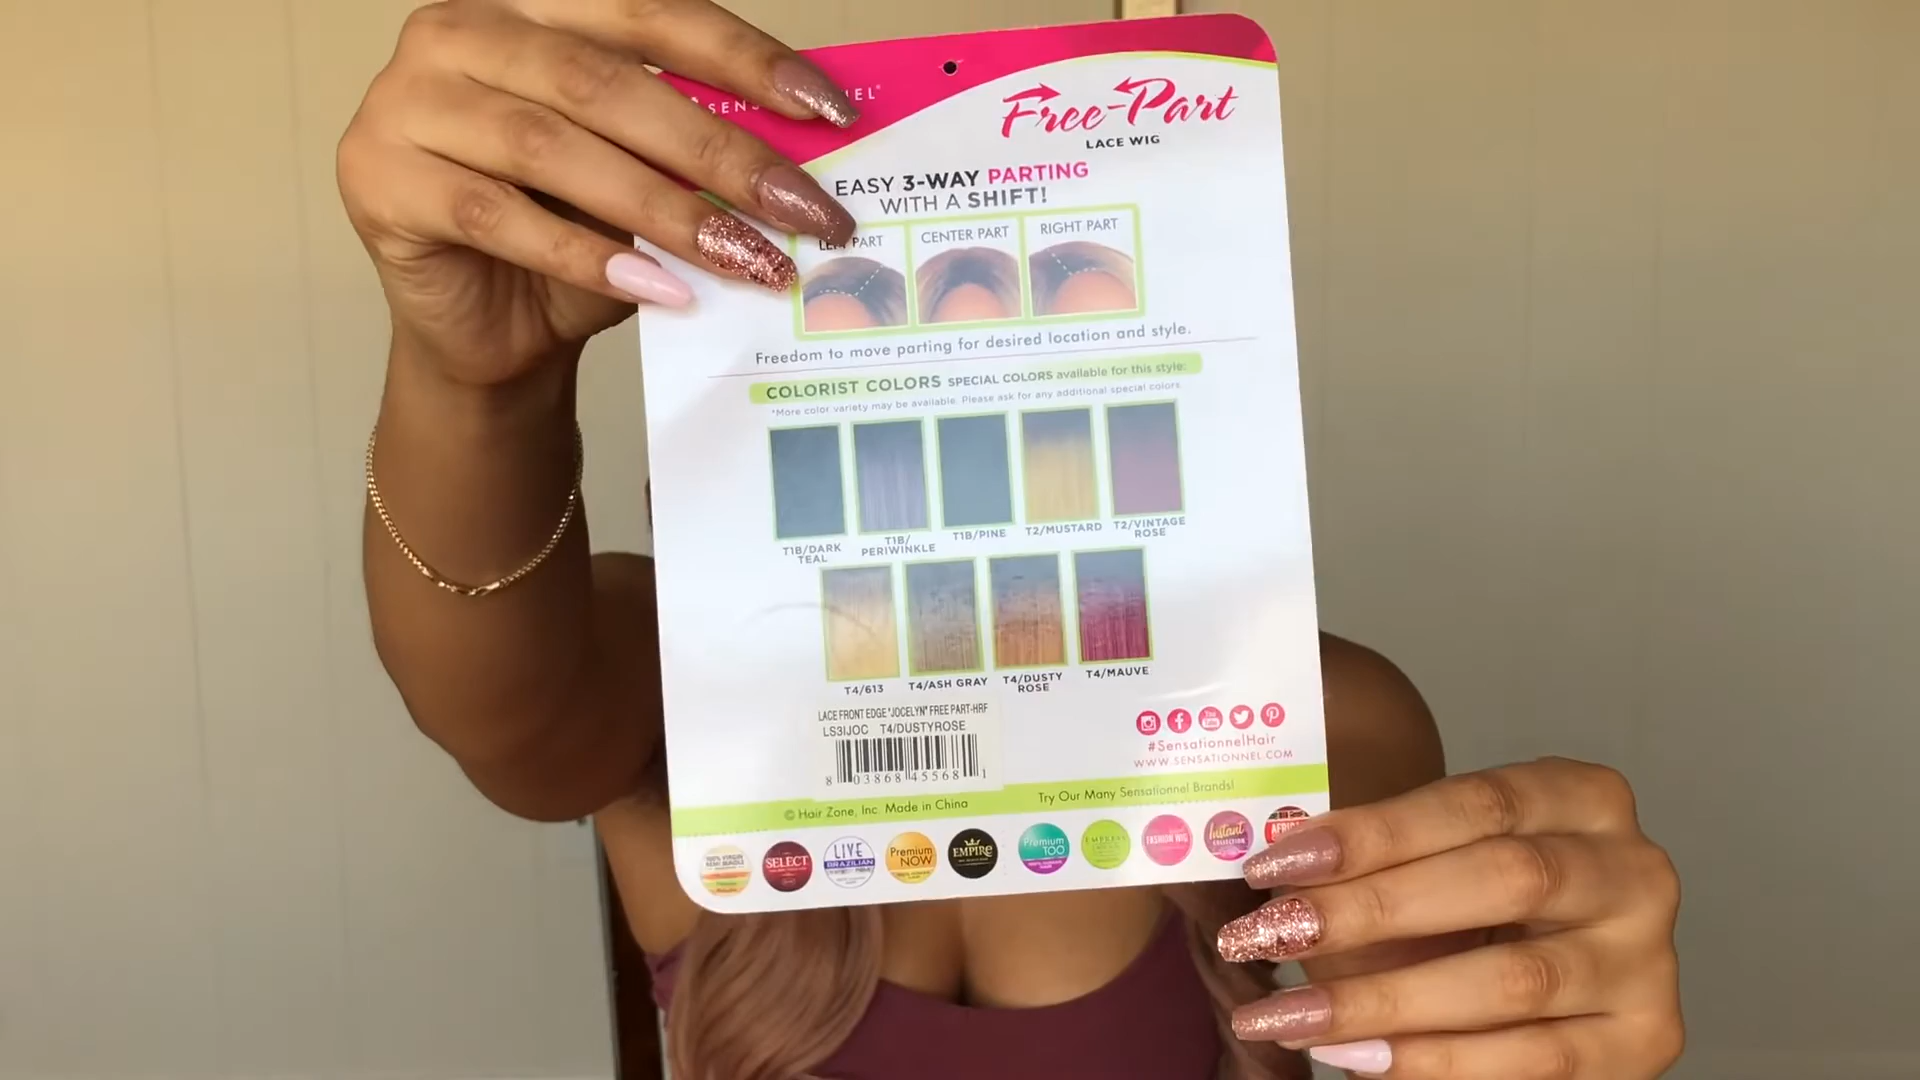 Free-Part
LACE WIG
EASY 3-WAY PARTING
WITH A SHIFT!
PART
CENTER PART
RIGHT PART
Freedom to move parting for desired location and style.
COLORIST COLORS SPECIAL COLORS available for this style:
*More color variety may be available. Please ask for any additional special colors.
T1B/DARK
TEAL
T1B/
PERIWINKLE
T1B/PINE
T2/MUSTARD
T2/VINTAGE
ROSE
T4/613
T4/ASH GRAY
T4/DUSTY
ROSE
T4/MAUVE
LACE FRONT EDGE "JOCELYN" FREE PART-HRF
LS3IJOC T4/DUSTYROSE
8 03868 45568 1
#SensationnelHair
WWW.SENSATIONNEL.COM
© Hair Zone, Inc. Made in China
Try Our Many Sensationnel Brands!
SELECT
LIVE
BRAZILIAN
Premium
NOW
EMPIRE
Premium
TOO
EMPRESS
FASHION WIG
Instant